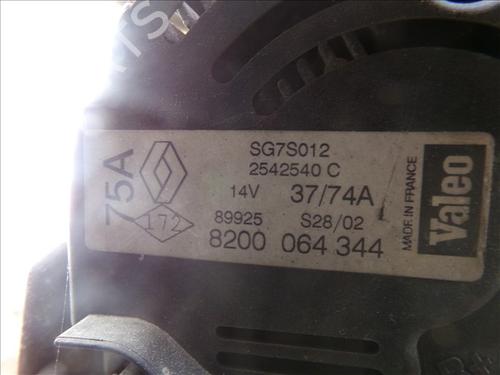 75A
172
SG7S012
2542540 C
14V 37/74A
89925 S28/02
8200 064 344
MADE IN FRANCE
Valeo